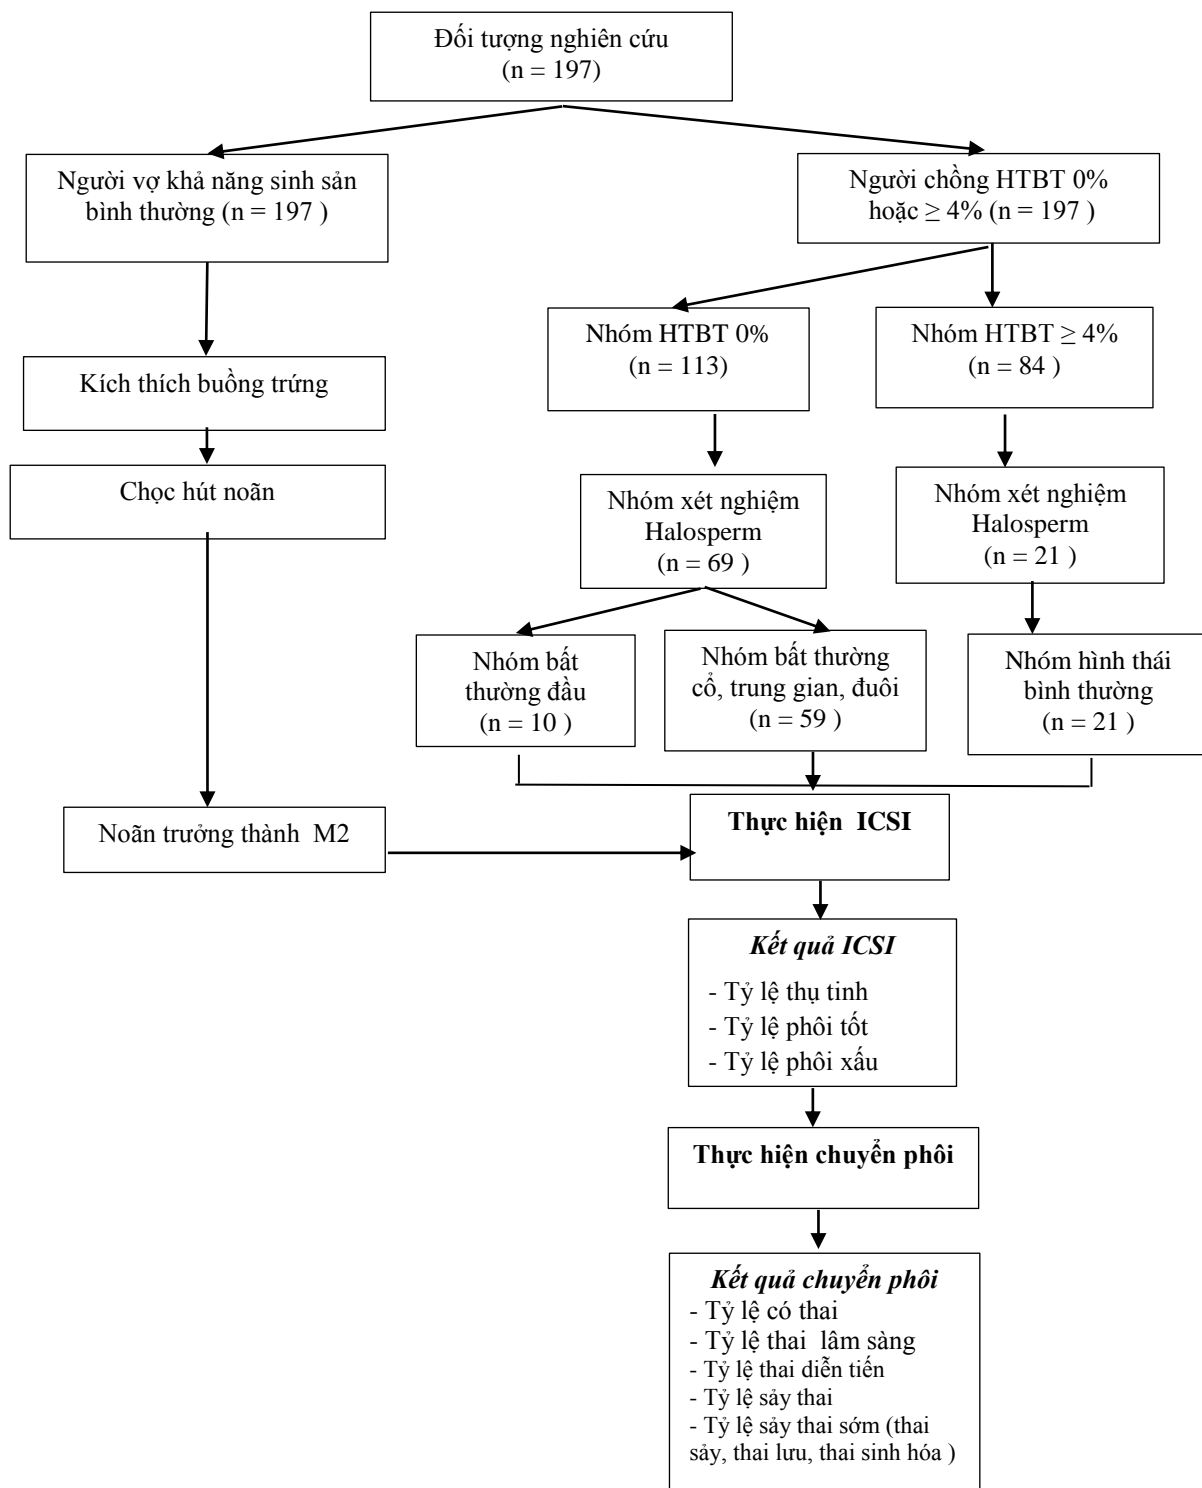 Đối tượng nghiên cứu
(n = 197)
Người vợ khả năng sinh sản
bình thường (n = 197 )
Người chồng HTBT 0%
hoặc ≥ 4% (n = 197 )
Nhóm HTBT 0%
(n = 113)
Nhóm HTBT ≥ 4%
(n = 84 )
Kích thích buồng trứng
Chọc hút noãn
Nhóm xét nghiệm
Halosperm
(n = 69 )
Nhóm xét nghiệm
Halosperm
(n = 21 )
Nhóm bất
thường đầu
(n = 10 )
Nhóm bất thường
cổ, trung gian, đuôi
(n = 59 )
Nhóm hình thái
bình thường
(n = 21 )
Noãn trưởng thành M2
Thực hiện ICSI
Kết quả ICSI
- Tỷ lệ thụ tinh
- Tỷ lệ phôi tốt
- Tỷ lệ phôi xấu
Thực hiện chuyển phôi
Kết quả chuyển phôi
- Tỷ lệ có thai
- Tỷ lệ thai lâm sàng
- Tỷ lệ thai diễn tiến
- Tỷ lệ sảy thai
- Tỷ lệ sảy thai sớm (thai
sảy, thai lưu, thai sinh hóa )